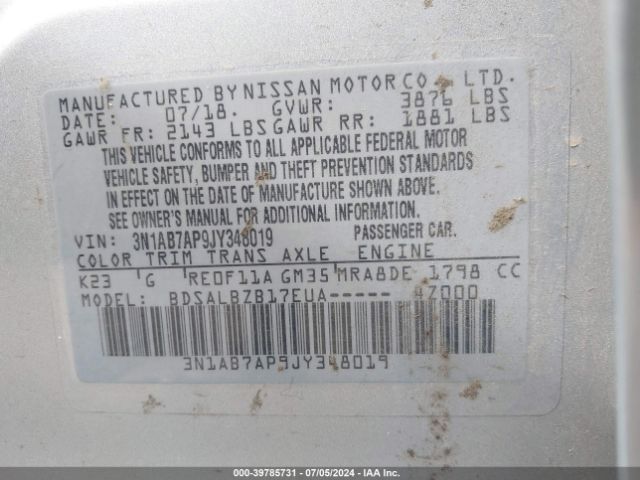 MANUFACTURED BY NISSAN MOTOR CO., LTD.
DATE: 07/18. GVWR: 3876 LBS
GAWR FR: 2143 LBS GAWR RR: 1881 LBS
THIS VEHICLE CONFORMS TO ALL APPLICABLE FEDERAL MOTOR
VEHICLE SAFETY, BUMPER AND THEFT PREVENTION STANDARDS
IN EFFECT ON THE DATE OF MANUFACTURE SHOWN ABOVE.
SEE OWNER'S MANUAL FOR ADDITIONAL INFORMATION.
VIN: 3N1AB7AP9JY348019 PASSENGER CAR.
COLOR TRIM TRANS AXLE ENGINE
K23 'G RE0F11A GM35 MRA8DE 1798 CC
MODEL: BDSALBZB17EUA----- 4Z000
3N1AB7AP9JY348019
000-39785731 - 07/05/2024 - Copart, IAA